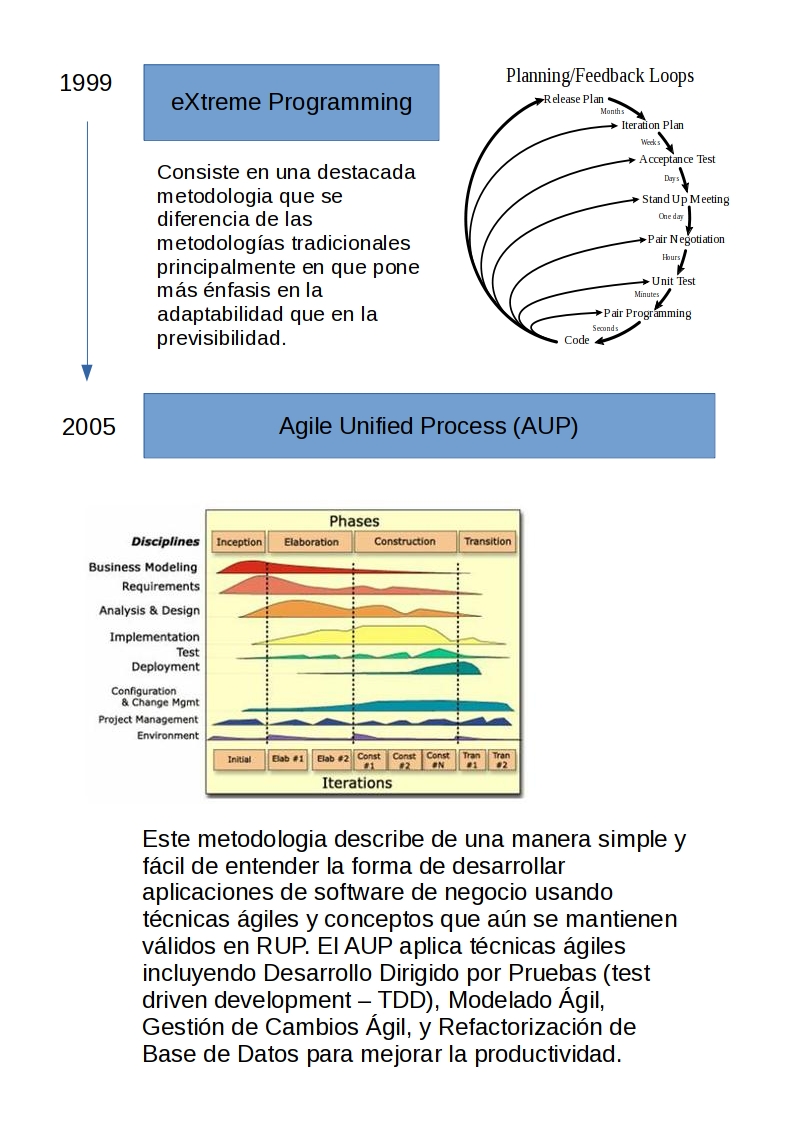 1999
eXtreme Programming
Consiste en una destacada
metodologia que se
diferencia de las
metodologías tradicionales
principalmente en que pone
más énfasis en la
adaptabilidad que en la
previsibilidad.
Planning/Feedback Loops
Release Plan
Months
Iteration Plan
Weeks
Acceptance Test
Days
Stand Up Meeting
One day
Pair Negotiation
Hours
Unit Test
Minutes
Pair Programming
Seconds
Code
2005
Agile Unified Process (AUP)
Phases
Disciplines
Inception
Elaboration
Construction
Transition
Business Modeling
Requirements
Analysis & Design
Implementation
Test
Deployment
Configuration
& Change Mgmt
Project Management
Environment
Initial
Elab #1
Elab #2
Const
#1
Const
#2
Const
#N
Tran
#1
Tran
#2
Iterations
Este metodologia describe de una manera simple y
fácil de entender la forma de desarrollar
aplicaciones de software de negocio usando
técnicas ágiles y conceptos que aún se mantienen
válidos en RUP. El AUP aplica técnicas ágiles
incluyendo Desarrollo Dirigido por Pruebas (test
driven development – TDD), Modelado Ágil,
Gestión de Cambios Ágil, y Refactorización de
Base de Datos para mejorar la productividad.